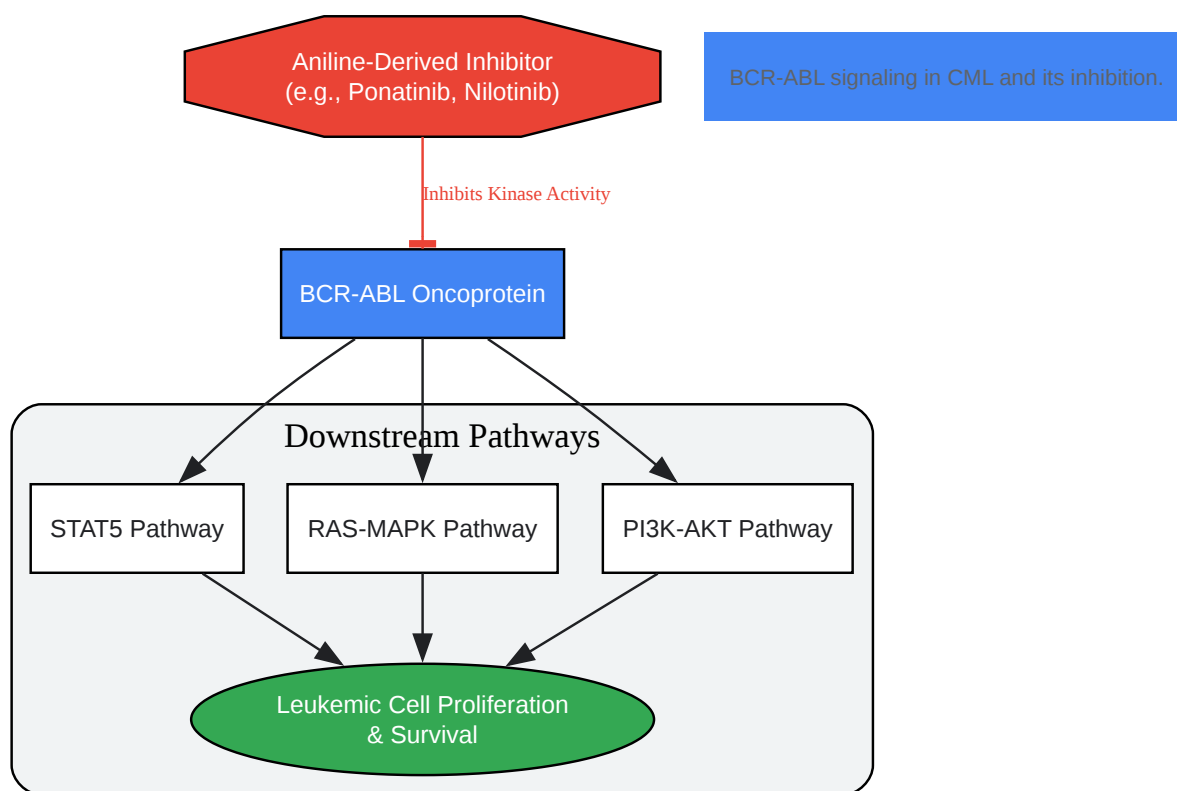 Aniline-Derived Inhibitor
(e.g., Ponatinib, Nilotinib)
BCR-ABL signaling in CML and its inhibition.
Inhibits Kinase Activity
BCR-ABL Oncoprotein
Downstream Pathways
STAT5 Pathway
RAS-MAPK Pathway
PI3K-AKT Pathway
Leukemic Cell Proliferation
& Survival